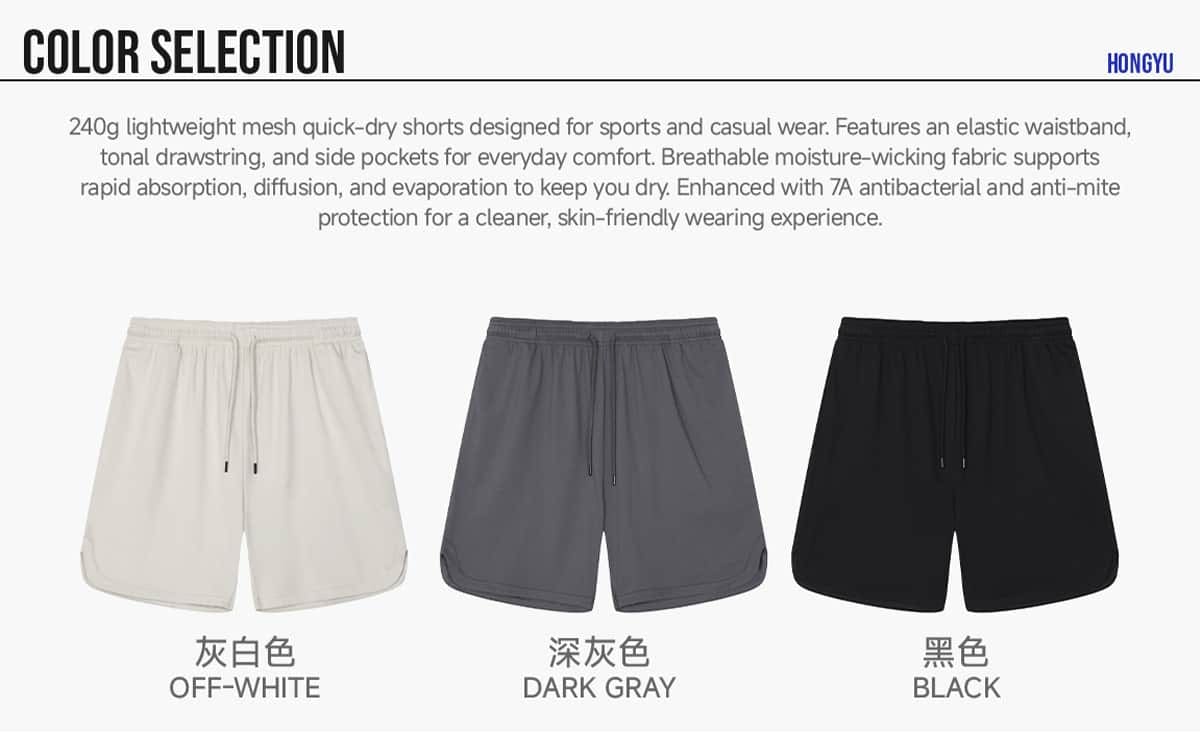 COLOR SELECTION
HONGYU
240g lightweight mesh quick-dry shorts designed for sports and casual wear. Features an elastic waistband,
tonal drawstring, and side pockets for everyday comfort. Breathable moisture-wicking fabric supports
rapid absorption, diffusion, and evaporation to keep you dry. Enhanced with 7A antibacterial and anti-mite
protection for a cleaner, skin-friendly wearing experience.
灰白色
OFF-WHITE
深灰色
DARK GRAY
黑色
BLACK